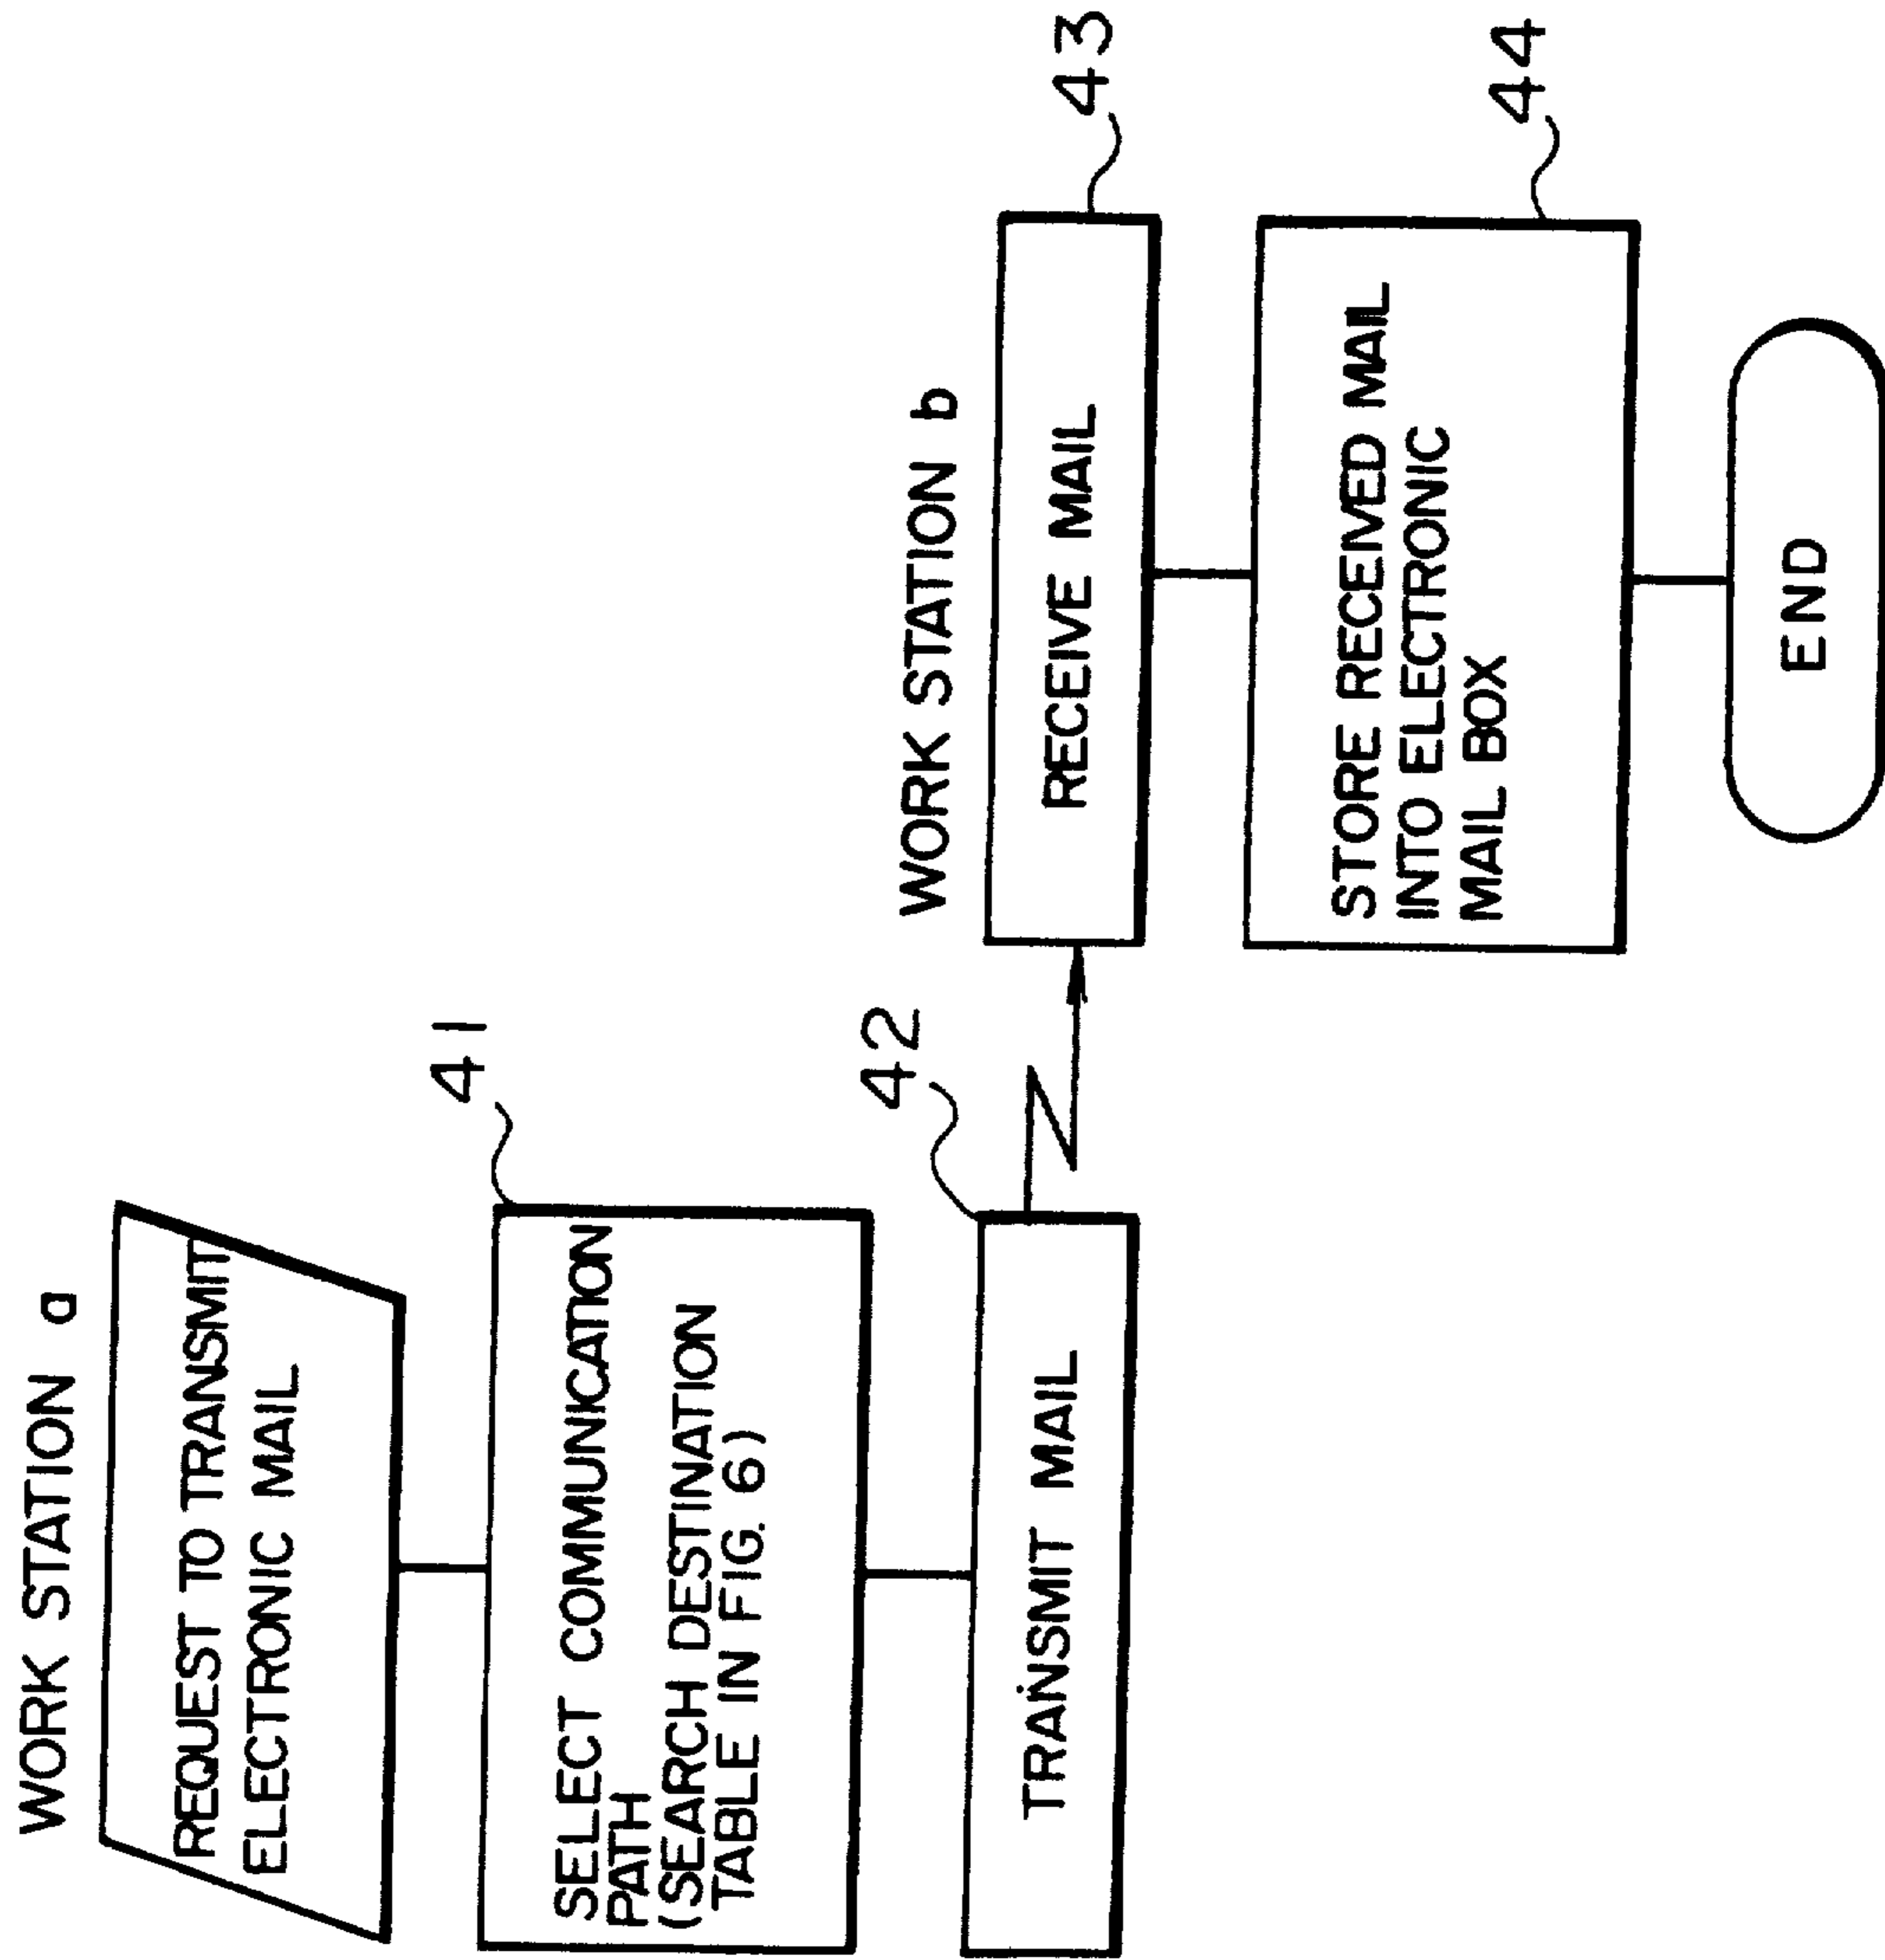 WORK STATION a
REQUEST TO TRANSMIT
ELECTRONIC MAIL
41
SELECT COMMUNICATION
PATH
(SEARCH DESTINATION
TABLE IN FIG. 6)
42
TRANSMIT MAIL
WORK STATION b
43
RECEIVE MAIL
44
STORE RECEIVED MAIL
INTO ELECTRONIC
MAIL BOX
END